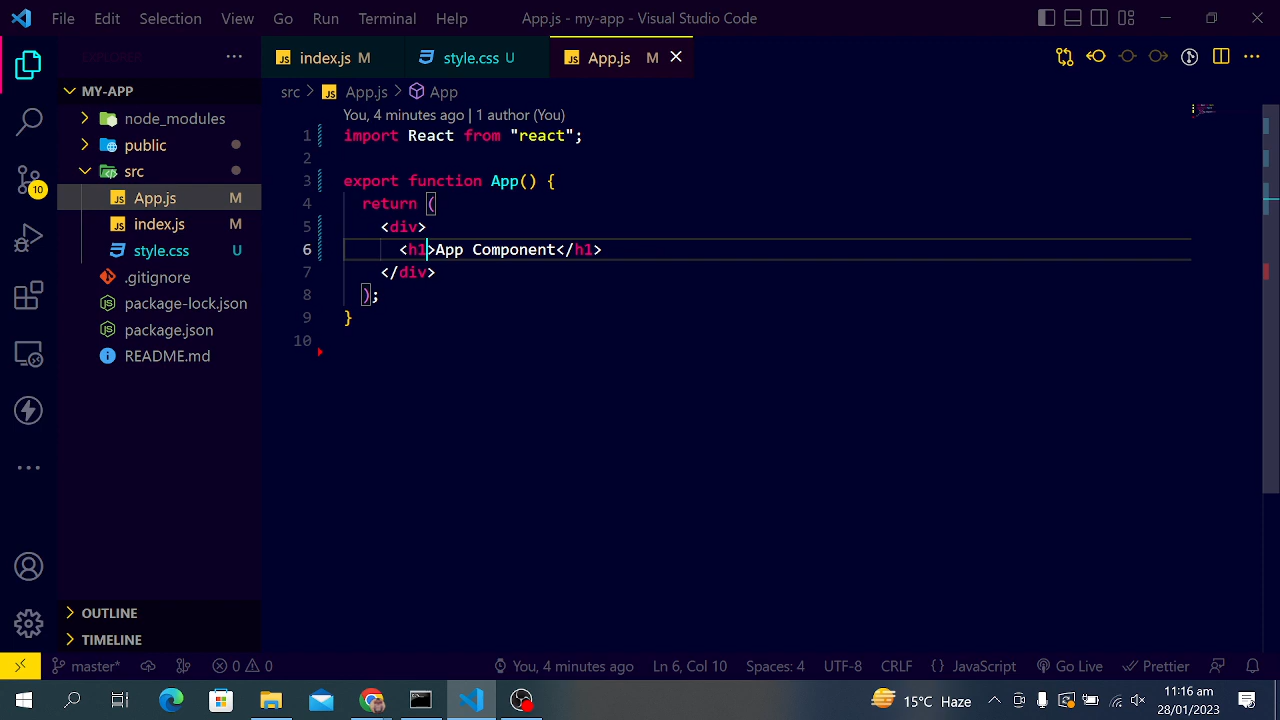 File Edit Selection View Go Run Terminal Help App.js - my-app - Visual Studio Code
EXPLORER
index.js M style.css U App.js M
MY-APP
src > App.js > App
node_modules
public
src
App.js M
index.js M
style.css U
.gitignore
package-lock.json
package.json
README.md
10
You, 4 minutes ago | 1 author (You)
1 import React from "react";
2
3 export function App() {
4 return (
5 <div>
6 <h1>App Component</h1>
7 </div>
8 );
9 }
10
OUTLINE
TIMELINE
master* 0 0 You, 4 minutes ago Ln 6, Col 10 Spaces: 4 UTF-8 CRLF {} JavaScript Go Live Prettier
15°C Haze 11:16 am
28/01/2023